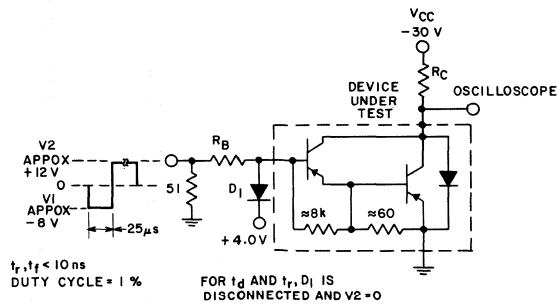 VCC
-30 V
RC
OSCILLOSCOPE
DEVICE
UNDER
TEST
RB
V2
APPOX
+12 V
O
V1
APPOX
-8 V
51
D1
+4.0 V
≈8k
≈60
25µs
tr, tf < 10 ns
DUTY CYCLE = 1 %
FOR td AND tr, D1 IS
DISCONNECTED AND V2 = 0